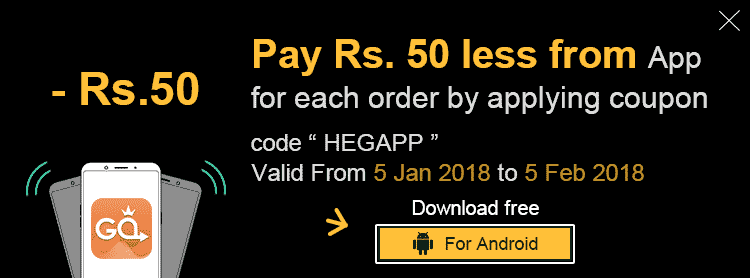 - Rs.50
Pay Rs. 50 less from App
for each order by applying coupon
code “ HEGAPP ”
Valid From 5 Jan 2018 to 5 Feb 2018
GA
Download free
For Android